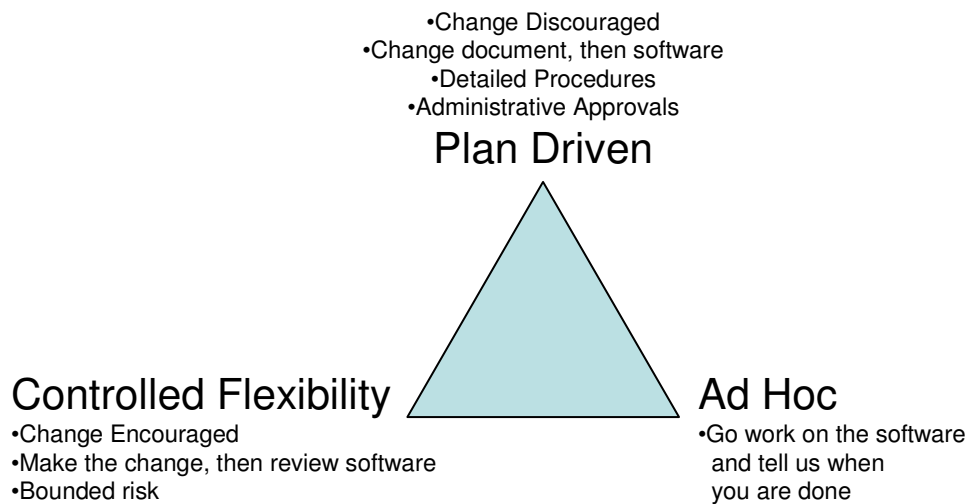 •Change Discouraged
•Change document, then software
•Detailed Procedures
•Administrative Approvals
Plan Driven
Controlled Flexibility
•Change Encouraged
•Make the change, then review software
•Bounded risk
Ad Hoc
•Go work on the software
and tell us when
you are done